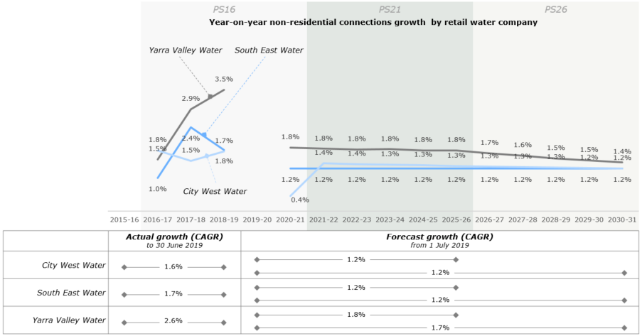 PS16 PS21 PS26
Year-on-year non-residential connections growth by retail water company
Yarra Valley Water South East Water
3.5%
2.9%
1.8% 2.4% 1.7%
1.5% 1.5% 1.8%
1.0%
City West Water
1.8% 1.8% 1.8% 1.8% 1.8% 1.8% 1.7% 1.6% 1.5% 1.5% 1.4%
1.4% 1.4% 1.3% 1.3% 1.3% 1.3% 1.3% 1.3% 1.2% 1.2%
1.2% 1.2% 1.2% 1.2% 1.2% 1.2% 1.2% 1.2% 1.2% 1.2% 1.2%
0.4%
2015-16 2016-17 2017-18 2018-19 2019-20 2020-21 2021-22 2022-23 2023-24 2024-25 2025-26 2026-27 2027-28 2028-29 2029-30 2030-31
Actual growth (CAGR) Forecast growth (CAGR)
to 30 June 2019 from 1 July 2019
City West Water 1.6% 1.2%
1.2%
South East Water 1.7% 1.2%
1.2%
Yarra Valley Water 2.6% 1.8%
1.7%